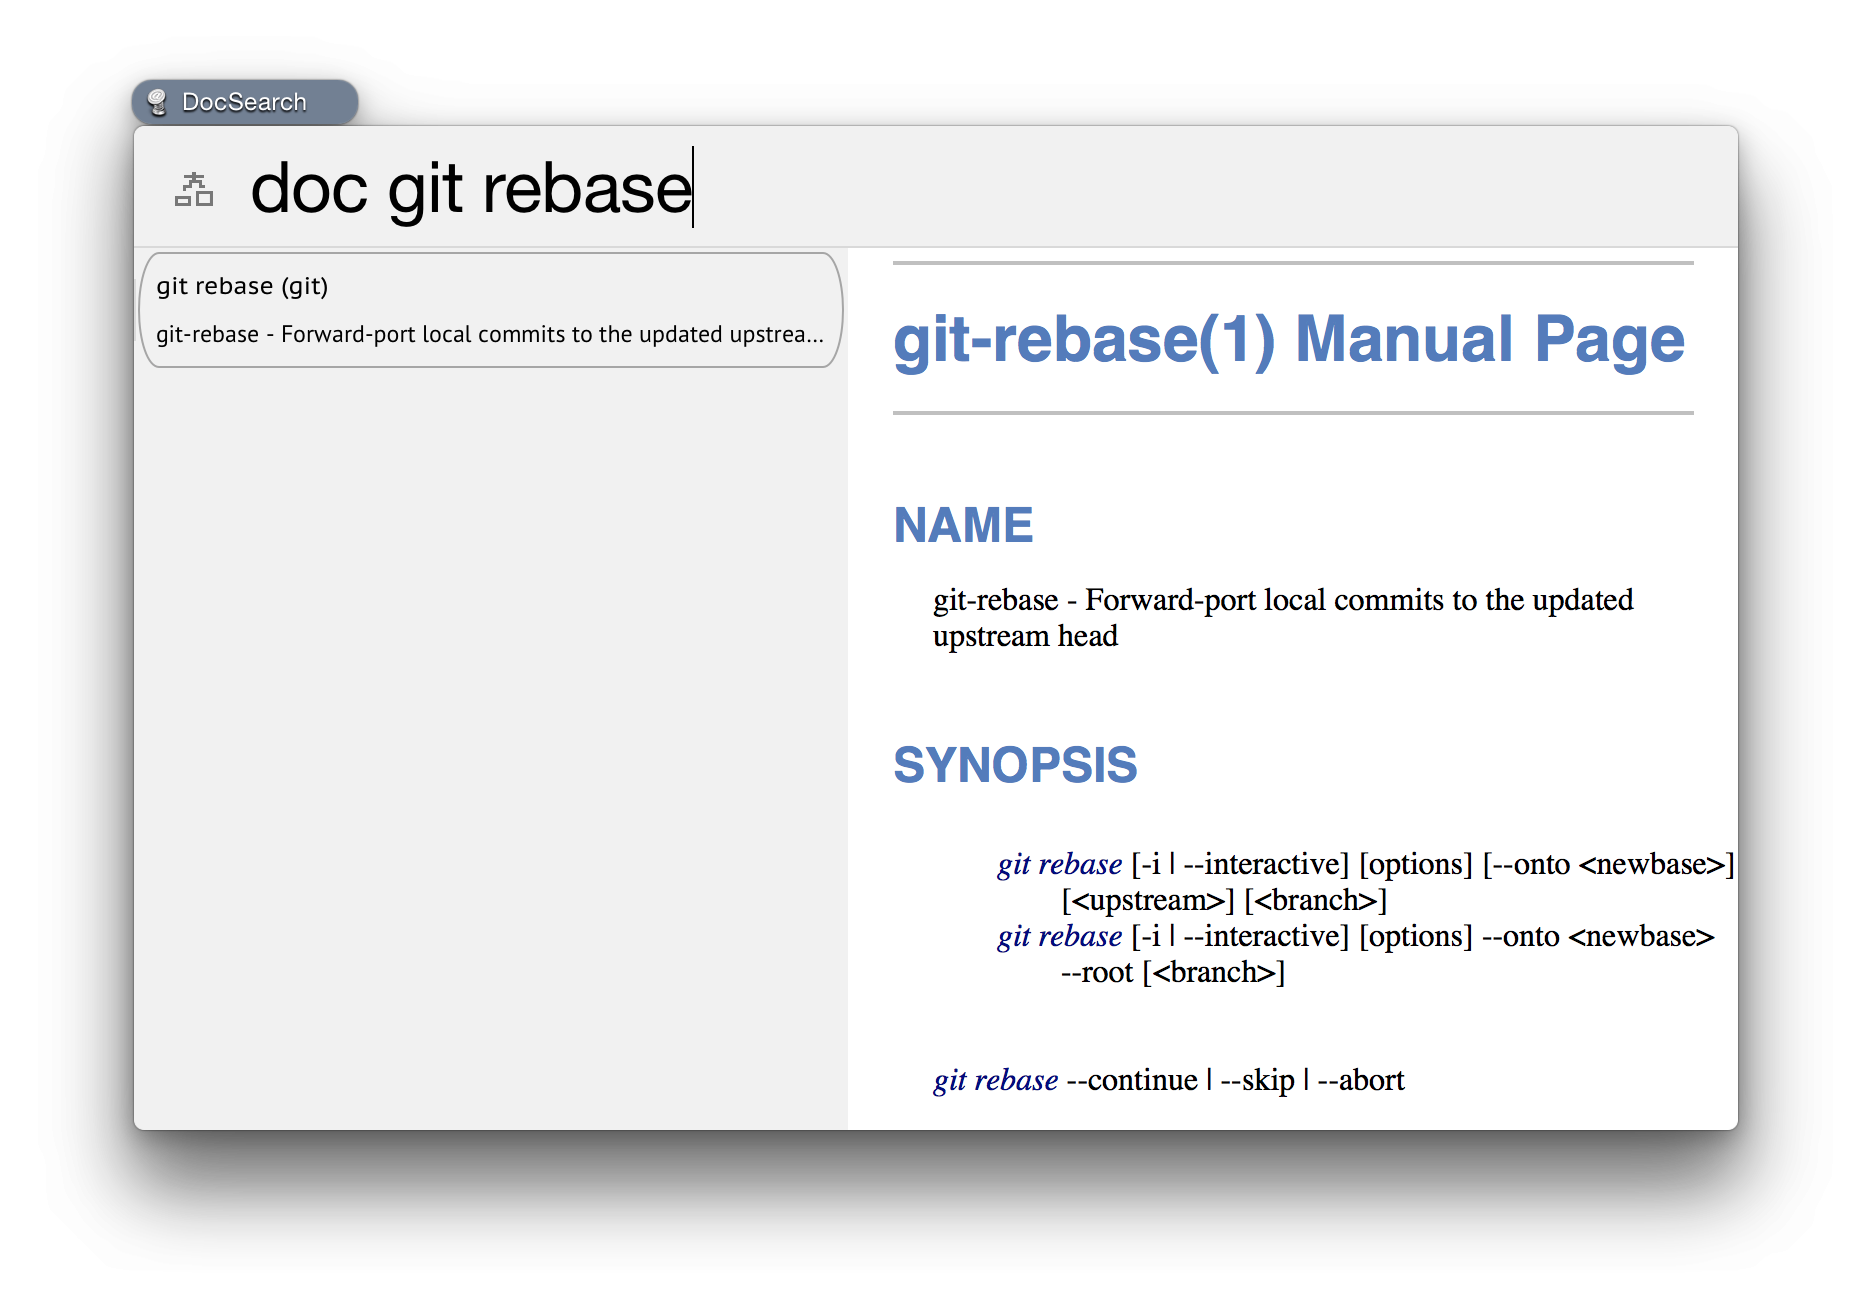 DocSearch
doc git rebase
git rebase (git)
git-rebase - Forward-port local commits to the updated upstrea...
git-rebase(1) Manual Page
NAME
git-rebase - Forward-port local commits to the updated
upstream head
SYNOPSIS
git rebase [-i | --interactive] [options] [--onto <newbase>]
[<upstream>] [<branch>]
git rebase [-i | --interactive] [options] --onto <newbase>
--root [<branch>]
git rebase --continue | --skip | --abort